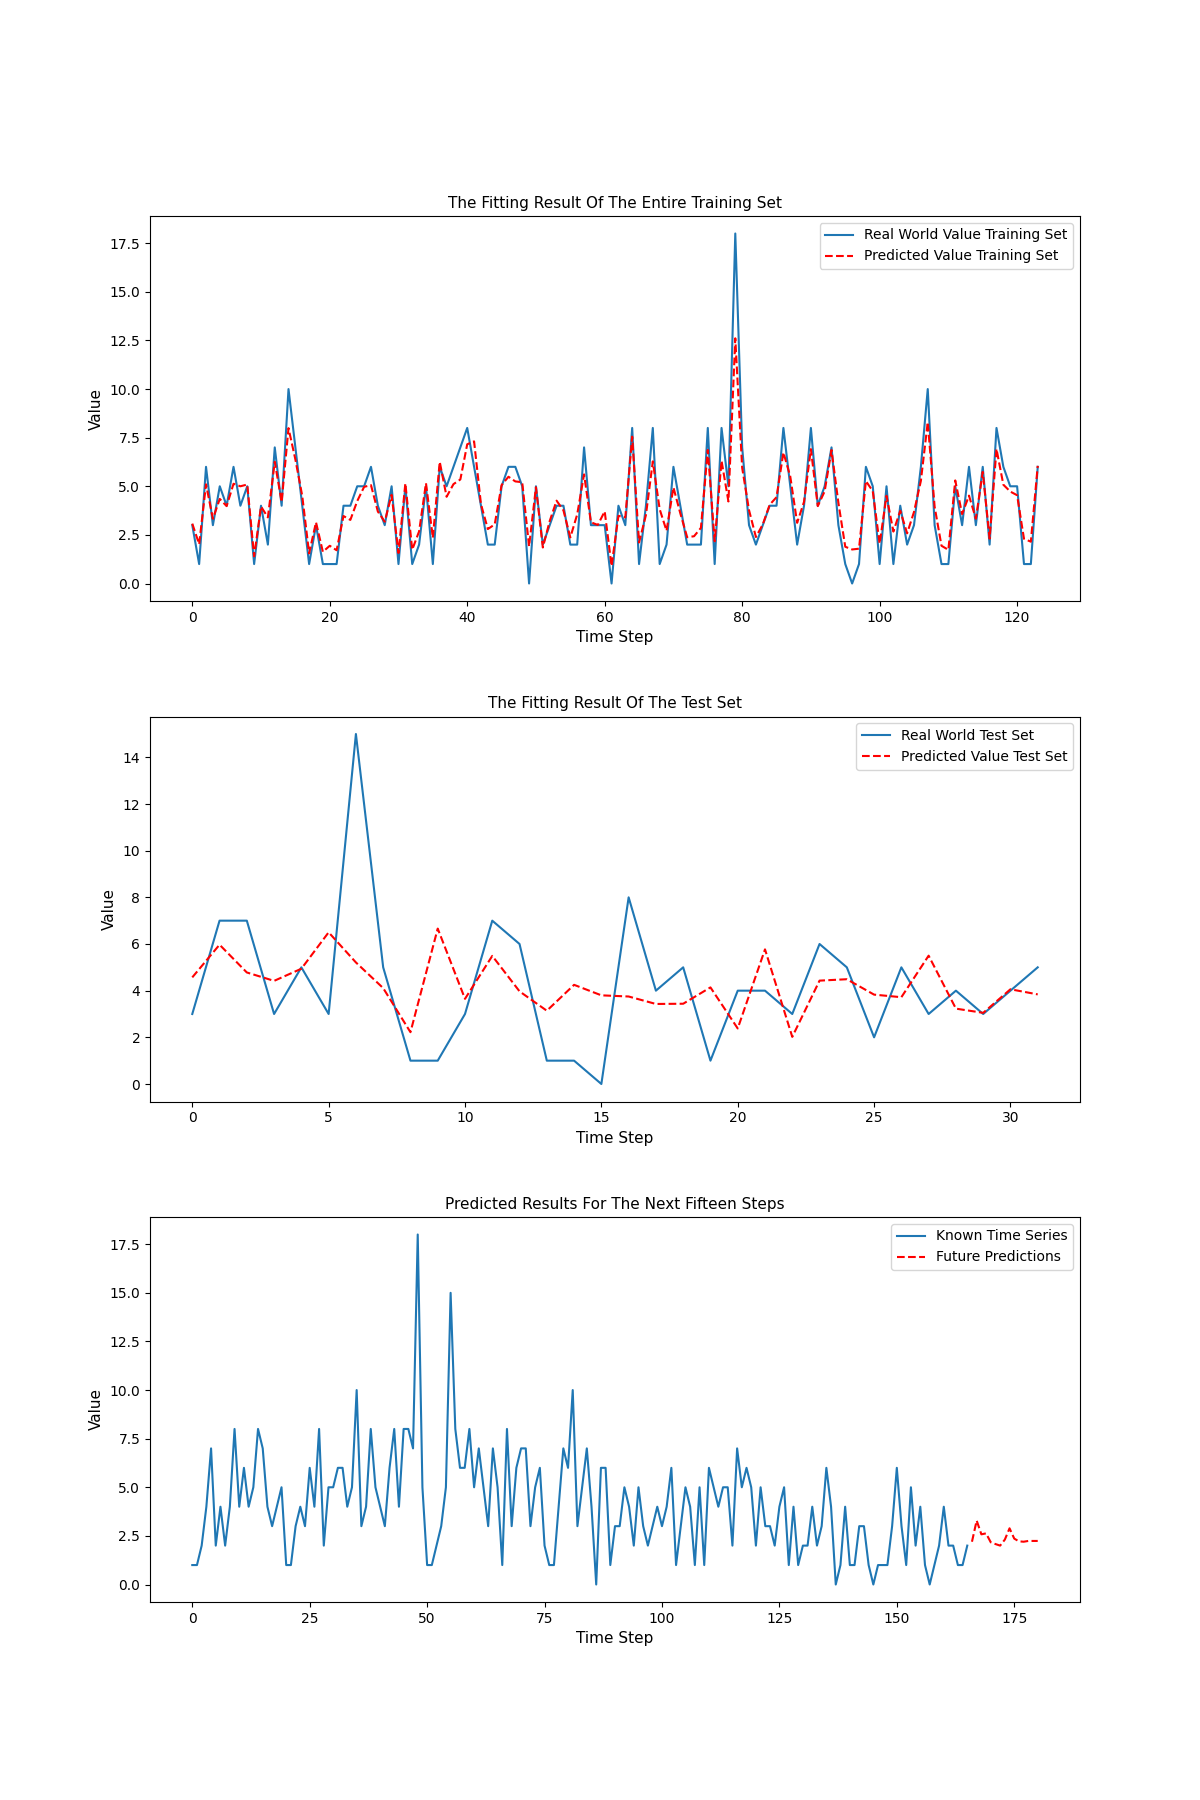 The Fitting Result Of The Entire Training Set
Real World Value Training Set
Predicted Value Training Set
17.5
15.0
12.5
10.0
7.5
5.0
2.5
0.0
Value
0 20 40 60 80 100 120
Time Step
The Fitting Result Of The Test Set
Real World Test Set
Predicted Value Test Set
14
12
10
8
6
4
2
0
Value
0 5 10 15 20 25 30
Time Step
Predicted Results For The Next Fifteen Steps
Known Time Series
Future Predictions
17.5
15.0
12.5
10.0
7.5
5.0
2.5
0.0
Value
0 25 50 75 100 125 150 175
Time Step